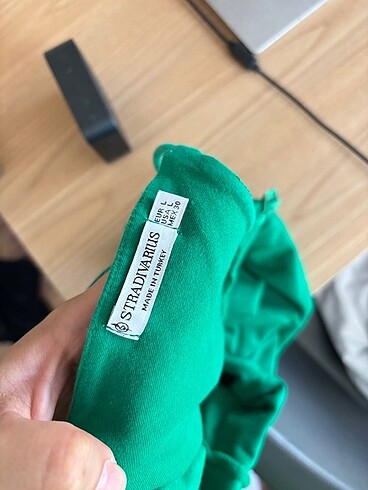 EUR L
USA L
MEX 30
STRADIVARIUS
MADE IN TURKEY